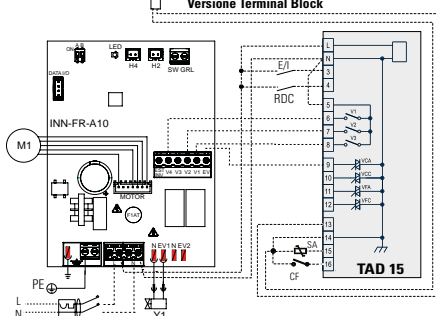 Versione Terminal Block
A B
ON
LED
H4
H2
SW GRL
DATA I/O
INN-FR-A10
M1
MOTOR
F1AT
V4 V3 V2 V1 EV
N EV1 N EV2
PE
L
N
Y1
E/I
RDC
L
N
3
4
5
6
7
8
9
10
11
12
13
14
15
16
V1
V2
V3
VCA
VCC
VFA
VFC
SA
CF
TAD 15